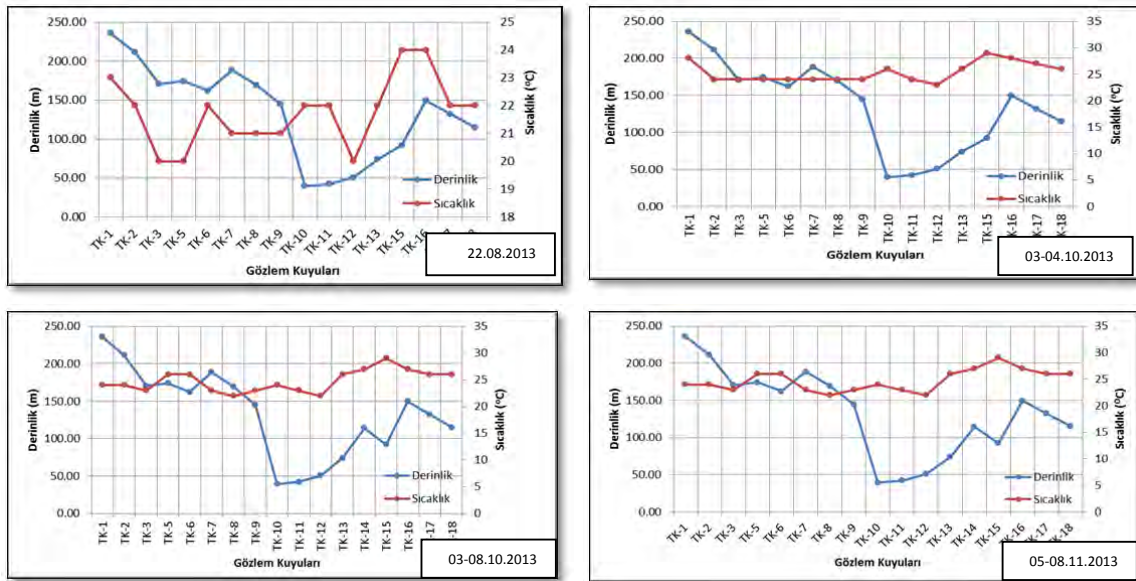 250.00
200.00
150.00
100.00
50.00
0.00
Derinlik (m)
25
24
23
22
21
20
19
18
Sıcaklık (°C)
Derinlik
Sıcaklık
TK-1
TK-2
TK-3
TK-5
TK-6
TK-7
TK-8
TK-9
TK-10
TK-11
TK-12
TK-13
TK-15
TK-16
Gözlem Kuyuları
22.08.2013
250.00
200.00
150.00
100.00
50.00
0.00
Derinlik (m)
35
30
25
20
15
10
5
0
Sıcaklık (°C)
Derinlik
Sıcaklık
TK-1
TK-2
TK-3
TK-5
TK-6
TK-7
TK-8
TK-9
TK-10
TK-11
TK-12
TK-13
TK-15
TK-16
TK-17
TK-18
Gözlem Kuyuları
03-04.10.2013
250.00
200.00
150.00
100.00
50.00
0.00
Derinlik (m)
35
30
25
20
15
10
5
0
Sıcaklık (°C)
Derinlik
Sıcaklık
TK-1
TK-2
TK-3
TK-5
TK-6
TK-7
TK-8
TK-9
TK-10
TK-11
TK-12
TK-13
TK-14
TK-15
TK-16
TK-17
TK-18
Gözlem Kuyuları
03-08.10.2013
250.00
200.00
150.00
100.00
50.00
0.00
Derinlik (m)
35
30
25
20
15
10
5
0
Sıcaklık (°C)
Derinlik
Sıcaklık
TK-1
TK-2
TK-3
TK-5
TK-6
TK-7
TK-8
TK-9
TK-10
TK-11
TK-12
TK-13
TK-14
TK-15
TK-16
TK-17
TK-18
Gözlem Kuyuları
05-08.11.2013